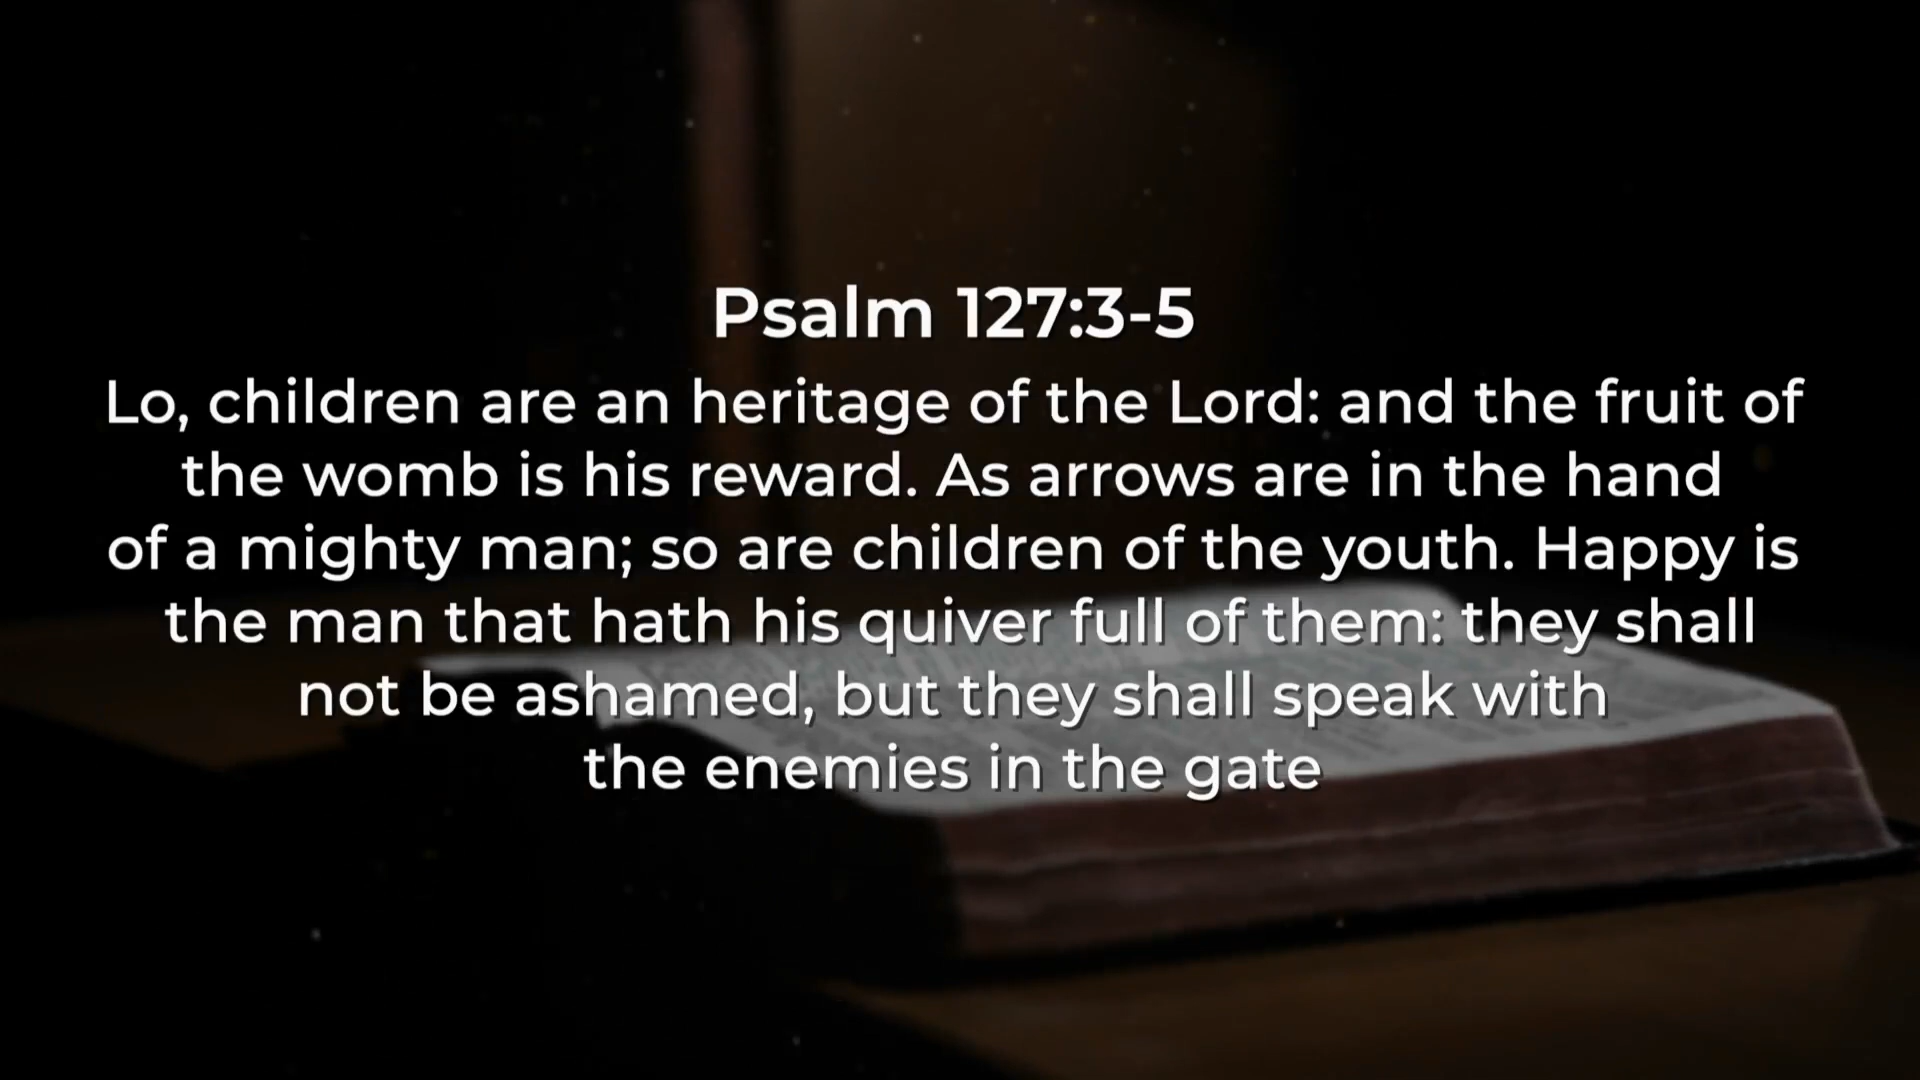 Psalm 127:3-5
Lo, children are an heritage of the Lord: and the fruit of
the womb is his reward. As arrows are in the hand
of a mighty man; so are children of the youth. Happy is
the man that hath his quiver full of them: they shall
not be ashamed, but they shall speak with
the enemies in the gate